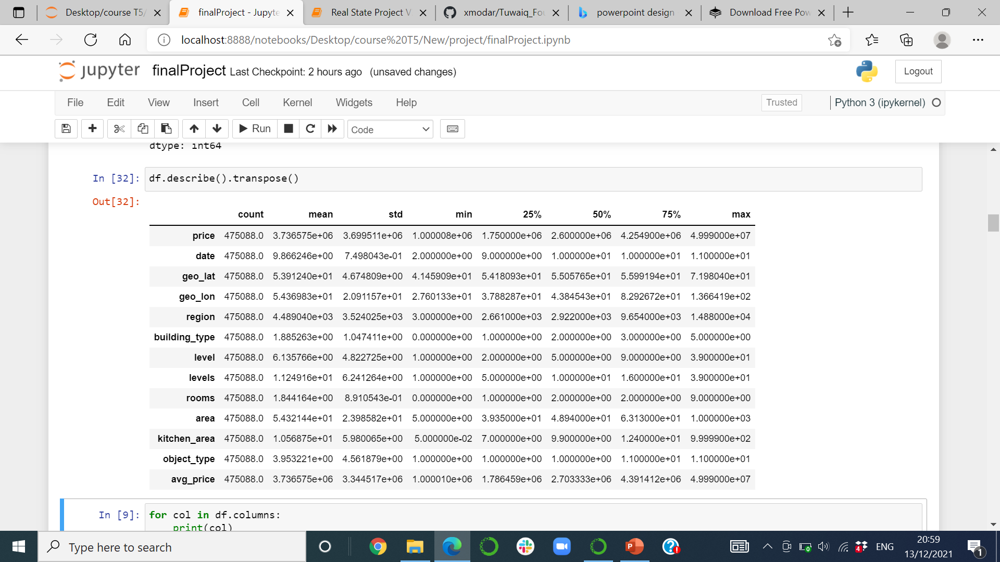 Desktop/course T5/
finalProject - Jupyte
Real State Project V
xmodar/Tuwaiq_Fou
powerpoint design
Download Free Pow
localhost:8888/notebooks/Desktop/course%20T5/New/project/finalProject.ipynb
jupyter finalProject Last Checkpoint: 2 hours ago (unsaved changes)
Logout
File Edit View Insert Cell Kernel Widgets Help
Trusted
Python 3 (ipykernel)
Run
Code
dtype: int64
In [32]: df.describe().transpose()
Out[32]:
count mean std min 25% 50% 75% max
price 475088.0 3.736575e+06 3.699511e+06 1.000008e+06 1.750000e+06 2.600000e+06 4.254900e+06 4.999000e+07
date 475088.0 9.866246e+00 7.498043e-01 2.000000e+00 9.000000e+00 1.000000e+01 1.000000e+01 1.100000e+01
geo_lat 475088.0 5.391240e+01 4.674809e+00 4.145909e+01 5.418093e+01 5.505765e+01 5.599194e+01 7.198040e+01
geo_lon 475088.0 5.436983e+01 2.091157e+01 2.760133e+01 3.788287e+01 4.384543e+01 8.292672e+01 1.366419e+02
region 475088.0 4.489040e+03 3.524025e+03 3.000000e+00 2.661000e+03 2.922000e+03 9.654000e+03 1.488000e+04
building_type 475088.0 1.885263e+00 1.047411e+00 0.000000e+00 1.000000e+00 2.000000e+00 3.000000e+00 5.000000e+00
level 475088.0 6.135766e+00 4.822725e+00 1.000000e+00 2.000000e+00 5.000000e+00 9.000000e+00 3.900000e+01
levels 475088.0 1.124916e+01 6.241264e+00 1.000000e+00 5.000000e+00 1.000000e+01 1.600000e+01 3.900000e+01
rooms 475088.0 1.844164e+00 8.910543e-01 0.000000e+00 1.000000e+00 2.000000e+00 2.000000e+00 9.000000e+00
area 475088.0 5.432144e+01 2.398582e+01 5.000000e+00 3.935000e+01 4.894000e+01 6.313000e+01 1.000000e+03
kitchen_area 475088.0 1.056875e+01 5.980065e+00 5.000000e-02 7.000000e+00 9.900000e+00 1.240000e+01 9.999900e+02
object_type 475088.0 3.953221e+00 4.561879e+00 1.000000e+00 1.000000e+00 1.000000e+00 1.100000e+01 1.100000e+01
avg_price 475088.0 3.736575e+06 3.344517e+06 1.000010e+06 1.786459e+06 2.703333e+06 4.391412e+06 4.999000e+07
In [9]: for col in df.columns:
print(col)
Type here to search
P
4
ENG
20:59
13/12/2021
1